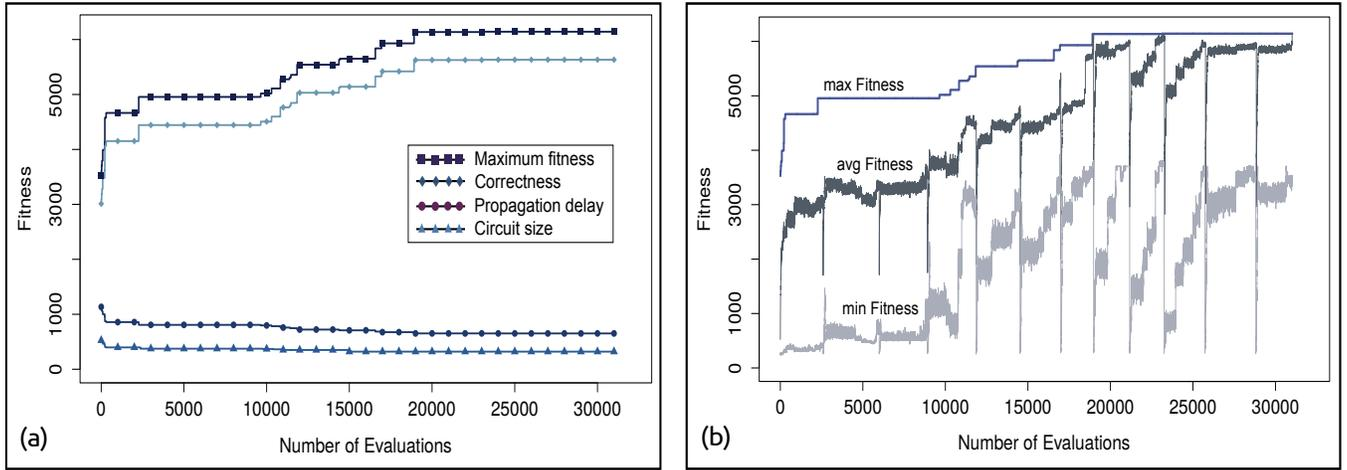 Fitness
5000
3000
1000
0
Maximum fitness
Correctness
Propagation delay
Circuit size
0 5000 10000 15000 20000 25000 30000
Number of Evaluations
(a)
Fitness
5000
3000
1000
0
max Fitness
avg Fitness
min Fitness
0 5000 10000 15000 20000 25000 30000
Number of Evaluations
(b)